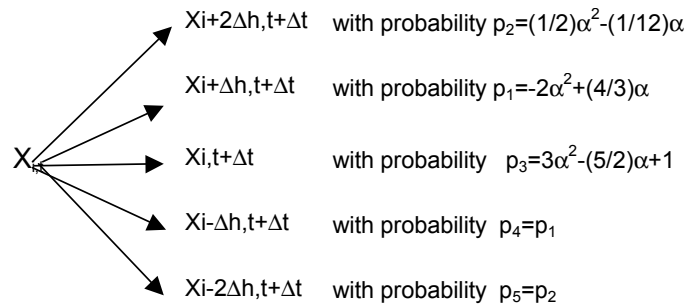 Xi+2Δh,t+Δt with probability p₂=(1/2)α²-(1/12)α
Xi+Δh,t+Δt with probability p₁=-2α²+(4/3)α
Xi,t+Δt with probability p₃=3α²-(5/2)α+1
Xi,t
Xi-Δh,t+Δt with probability p₄=p₁
Xi-2Δh,t+Δt with probability p₅=p₂